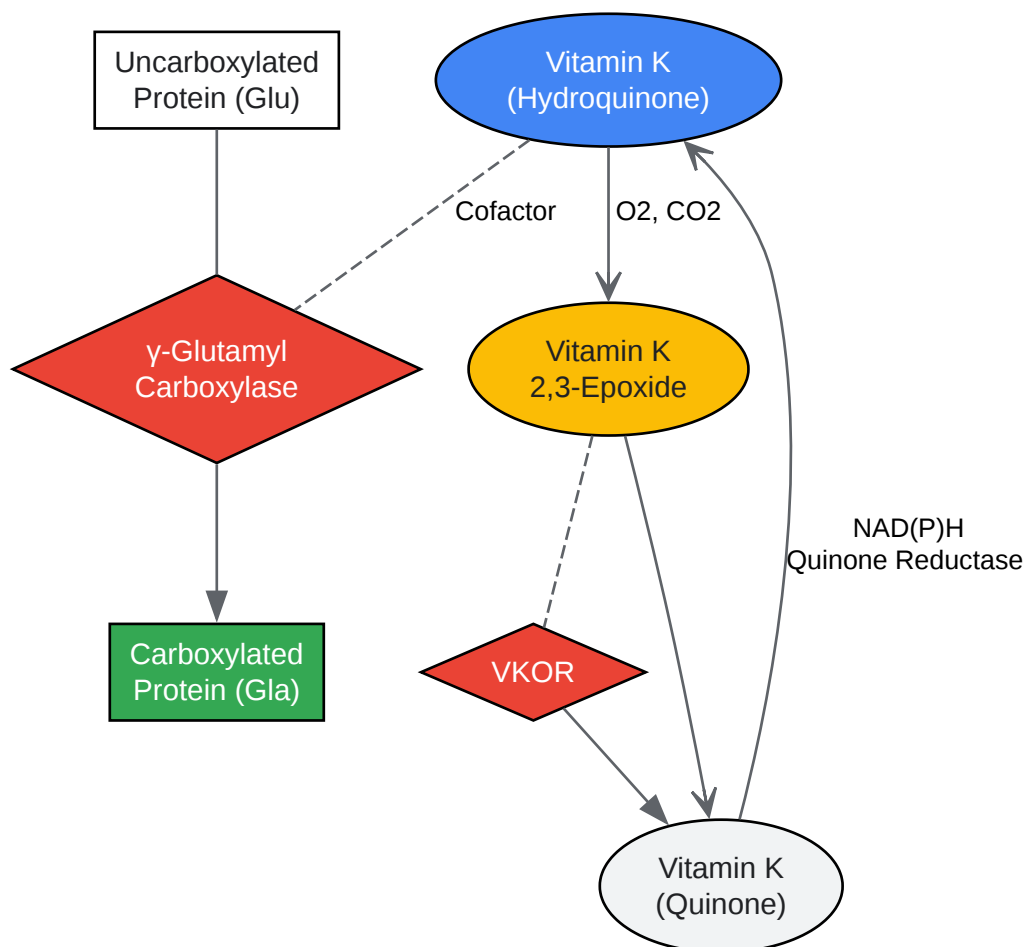 Uncarboxylated
Protein (Glu)
Vitamin K
(Hydroquinone)
Cofactor
O2, CO2
γ-Glutamyl
Carboxylase
Vitamin K
2,3-Epoxide
NAD(P)H
Quinone Reductase
Carboxylated
Protein (Gla)
VKOR
Vitamin K
(Quinone)